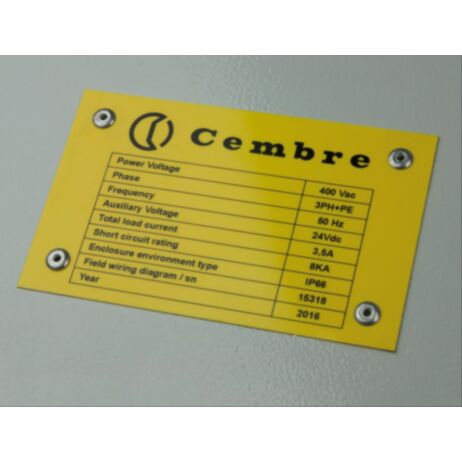 Cembre
Power Voltage 400 Vac
Phase 3PH+PE
Frequency 50 Hz
Auxiliary Voltage 24Vdc
Total load current 3,5A
Short circuit rating 8KA
Enclosure environment type IP66
Field wiring diagram / sn 15318
Year 2016